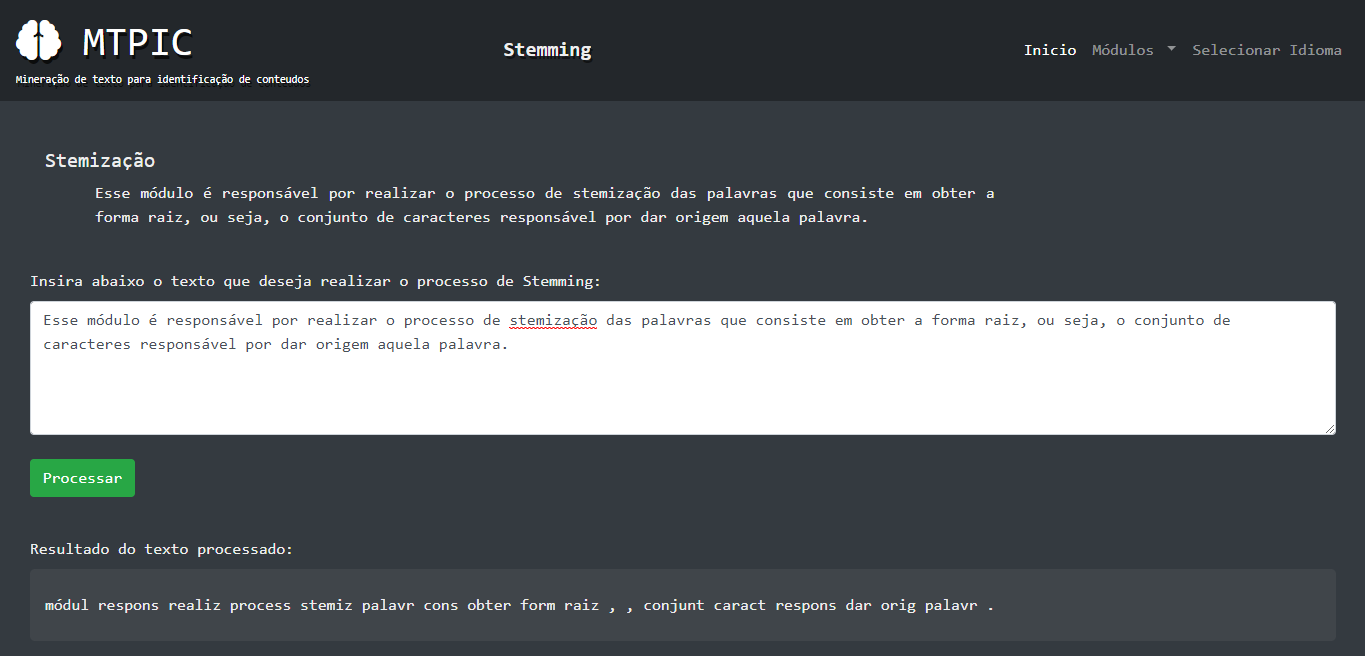 MTPIC
Mineração de texto para identificação de conteudos
Stemming
Inicio Módulos Selecionar Idioma
Stemização
Esse módulo é responsável por realizar o processo de stemização das palavras que consiste em obter a
forma raiz, ou seja, o conjunto de caracteres responsável por dar origem aquela palavra.
Insira abaixo o texto que deseja realizar o processo de Stemming:
Esse módulo é responsável por realizar o processo de stemização das palavras que consiste em obter a forma raiz, ou seja, o conjunto de
caracteres responsável por dar origem aquela palavra.
Processar
Resultado do texto processado:
módul respons realiz process stemiz palavr cons obter form raiz , , conjunt caract respons dar orig palavr .